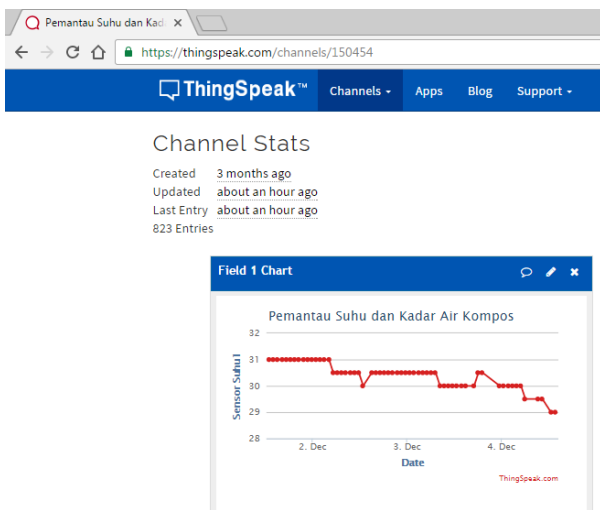 Pemantau Suhu dan Kad
https://thingspeak.com/channels/150454
ThingSpeak™ Channels Apps Blog Support
Channel Stats
Created 3 months ago
Updated about an hour ago
Last Entry about an hour ago
823 Entries
Field 1 Chart
Pemantau Suhu dan Kadar Air Kompos
32
31
30
29
28
Sensor Suhu1
2. Dec 3. Dec 4. Dec
Date
ThingSpeak.com